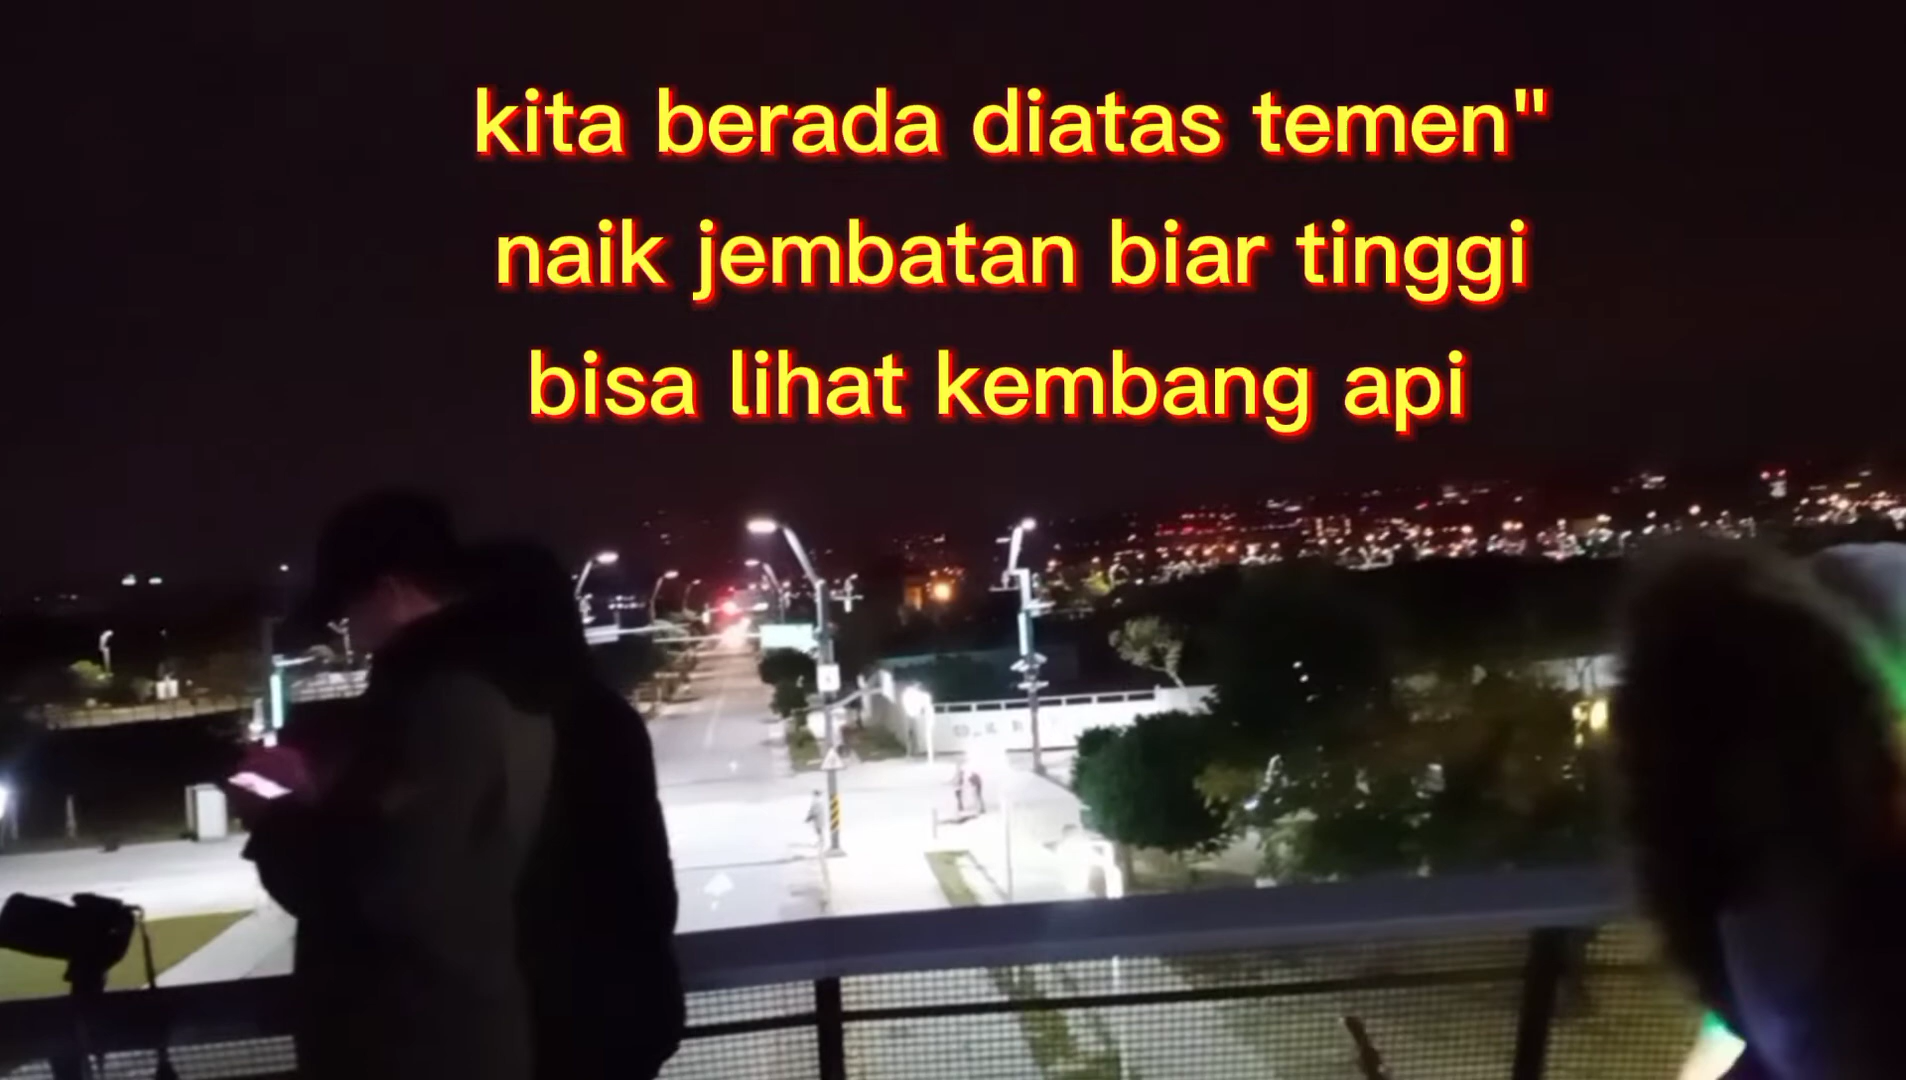 kita berada diatas temen"
naik jembatan biar tinggi
bisa lihat kembang api